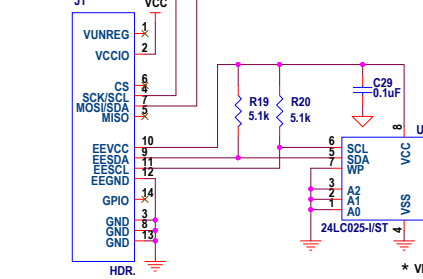 J1
VCC
VUNREG 1
VCCIO 2
CS 6
SCK/SCL 4
MOSI/SDA 7
MISO 5
EEVCC 10
EESDA 9
EESCL 11
EEGND 12
GPIO 14
GND 3
GND 8
GND 13
HDR.
R19
5.1k
R20
5.1k
C29
0.1uF
U
8
VCC
6 SCL
5 SDA
7 WP
3 A2
2 A1
1 A0
VSS
4
24LC025-I/ST